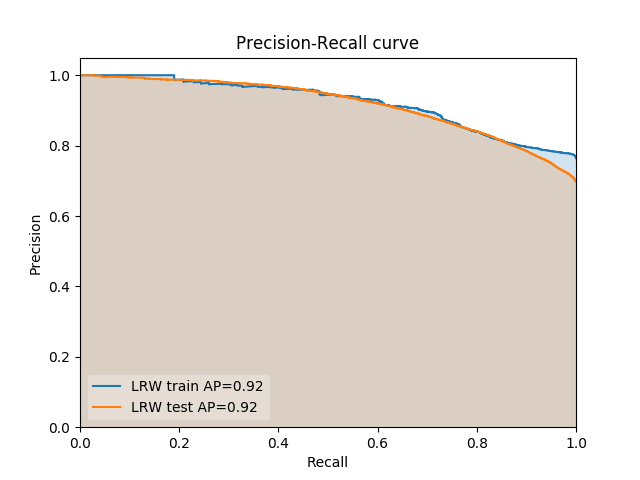 Precision-Recall curve
1.0
0.8
0.6
0.4
0.2
0.0
Precision
LRW train AP=0.92
LRW test AP=0.92
0.0 0.2 0.4 0.6 0.8 1.0
Recall